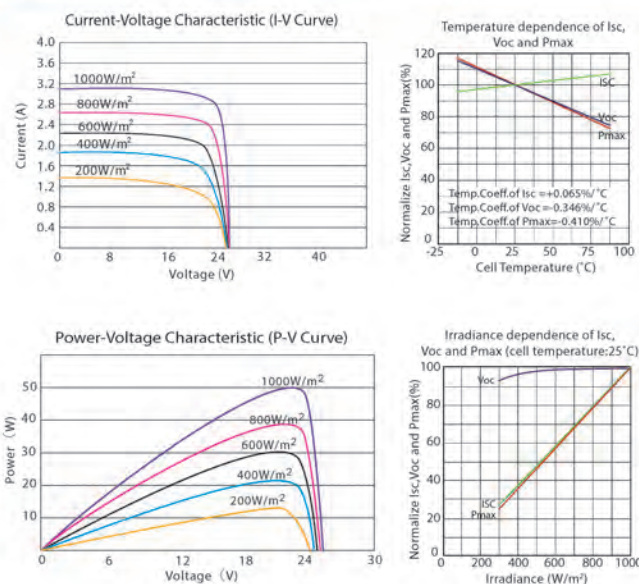 Current-Voltage Characteristic (I-V Curve)
Current (A)
4.0
3.6
3.2
2.8
2.4
2.0
1.6
1.2
0.8
0.4
1000W/m²
800W/m²
600W/m²
400W/m²
200W/m²
0 8 16 24 32 40
Voltage (V)
Temperature dependence of Isc,
Voc and Pmax
Normalize Isc,Voc and Pmax(%)
120
100
80
60
40
20
0
ISC
Voc
Pmax
Temp.Coeff.of Isc =+0.065%/°C
Temp.Coeff.of Voc =-0.346%/°C
Temp.Coeff.of Pmax=-0.410%/°C
-25 0 25 50 75 100
Cell Temperature (°C)
Power-Voltage Characteristic (P-V Curve)
Power (W)
50
40
30
20
10
1000W/m²
800W/m²
600W/m²
400W/m²
200W/m²
0 6 12 18 24 30
Voltage (V)
Irradiance dependence of Isc,
Voc and Pmax (cell temperature:25°C)
Normalize Isc,Voc and Pmax(%)
100
80
60
40
20
0
Voc
ISC
Pmax
0 200 400 600 800 1000
Irradiance (W/m²)